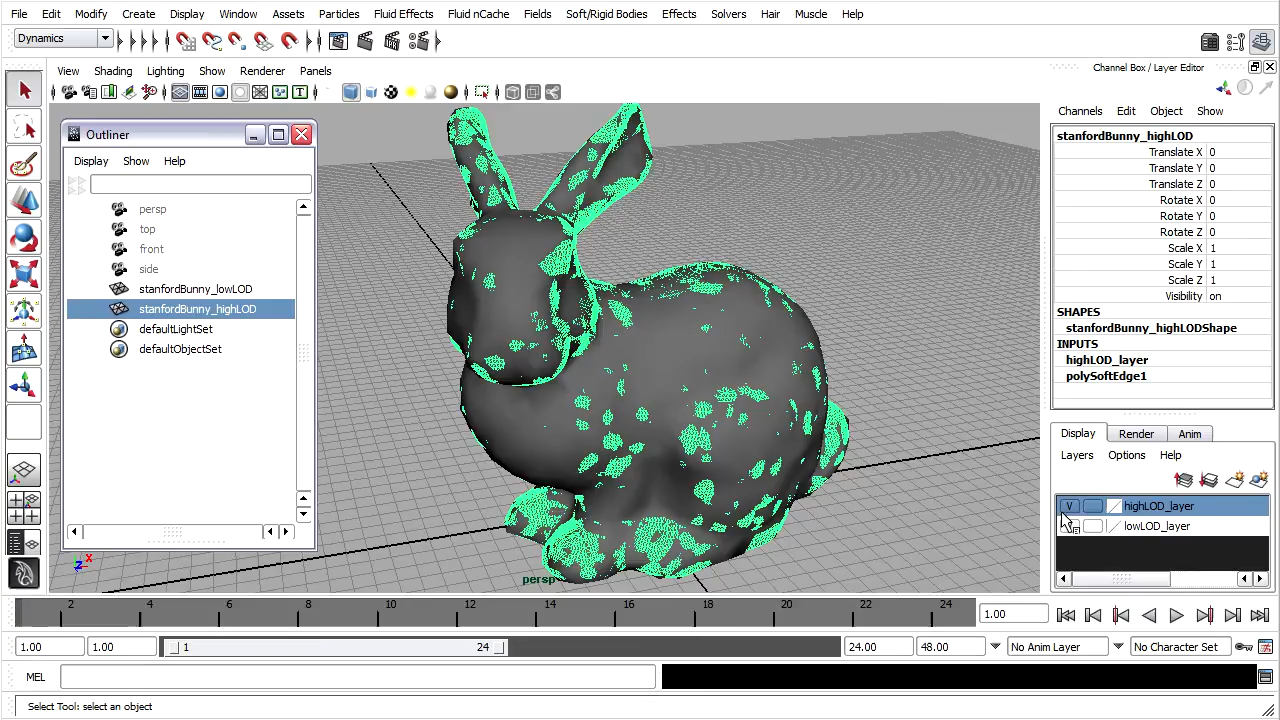 File Edit Modify Create Display Window Assets Particles Fluid Effects Fluid nCache Fields Soft/Rigid Bodies Effects Solvers Hair Muscle Help
Dynamics
Channel Box / Layer Editor
View Shading Lighting Show Renderer Panels
Channels Edit Object Show
Outliner
Display Show Help
persp
top
front
side
stanfordBunny_lowLOD
stanfordBunny_highLOD
defaultLightSet
defaultObjectSet
stanfordBunny_highLOD
Translate X 0
Translate Y 0
Translate Z 0
Rotate X 0
Rotate Y 0
Rotate Z 0
Scale X 1
Scale Y 1
Scale Z 1
Visibility on
SHAPES
stanfordBunny_highLODShape
INPUTS
highLOD_layer
polySoftEdge1
Display Render Anim
Layers Options Help
V highLOD_layer
lowLOD_layer
z x
persp
2 4 6 8 10 12 14 16 18 20 22 24
1.00
1.00 1.00 1 24 24.00 48.00 No Anim Layer No Character Set
MEL
Select Tool: select an object